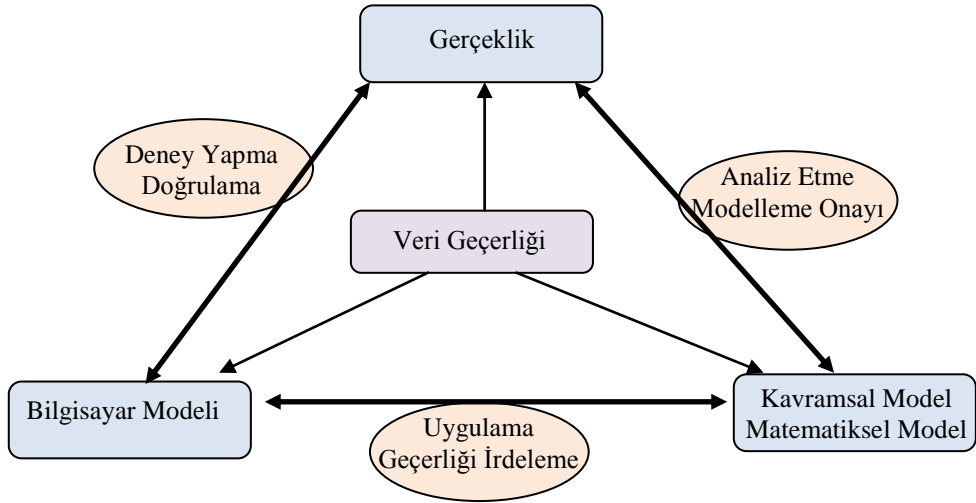 Gerçeklik
Deney Yapma
Doğrulama
Analiz Etme
Modelleme Onayı
Veri Geçerliği
Bilgisayar Modeli
Kavramsal Model
Matematiksel Model
Uygulama
Geçerliği İrdeleme